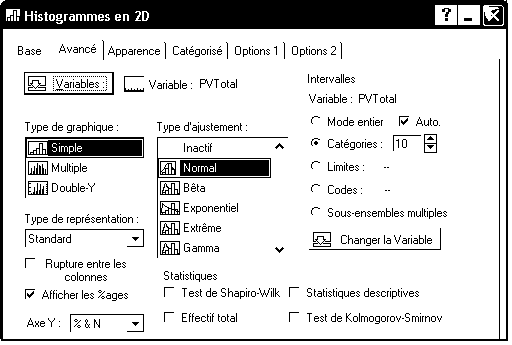 Histogrammes en 2D
Base Avancé Apparence Catégorisé Options 1 Options 2
Variables : Variable : PVTotal
Type de graphique :
Simple
Multiple
Double-Y
Type de représentation :
Standard
Rupture entre les
colonnes
Afficher les %ages
Axe Y : % & N
Type d'ajustement :
Inactif
Normal
Bêta
Exponentiel
Extrême
Gamma
Statistiques
Test de Shapiro-Wilk Statistiques descriptives
Effectif total Test de Kolmogorov-Smirnov
Intervalles
Variable : PVTotal
Mode entier Auto.
Catégories : 10
Limites : --
Codes : --
Sous-ensembles multiples
Changer la Variable